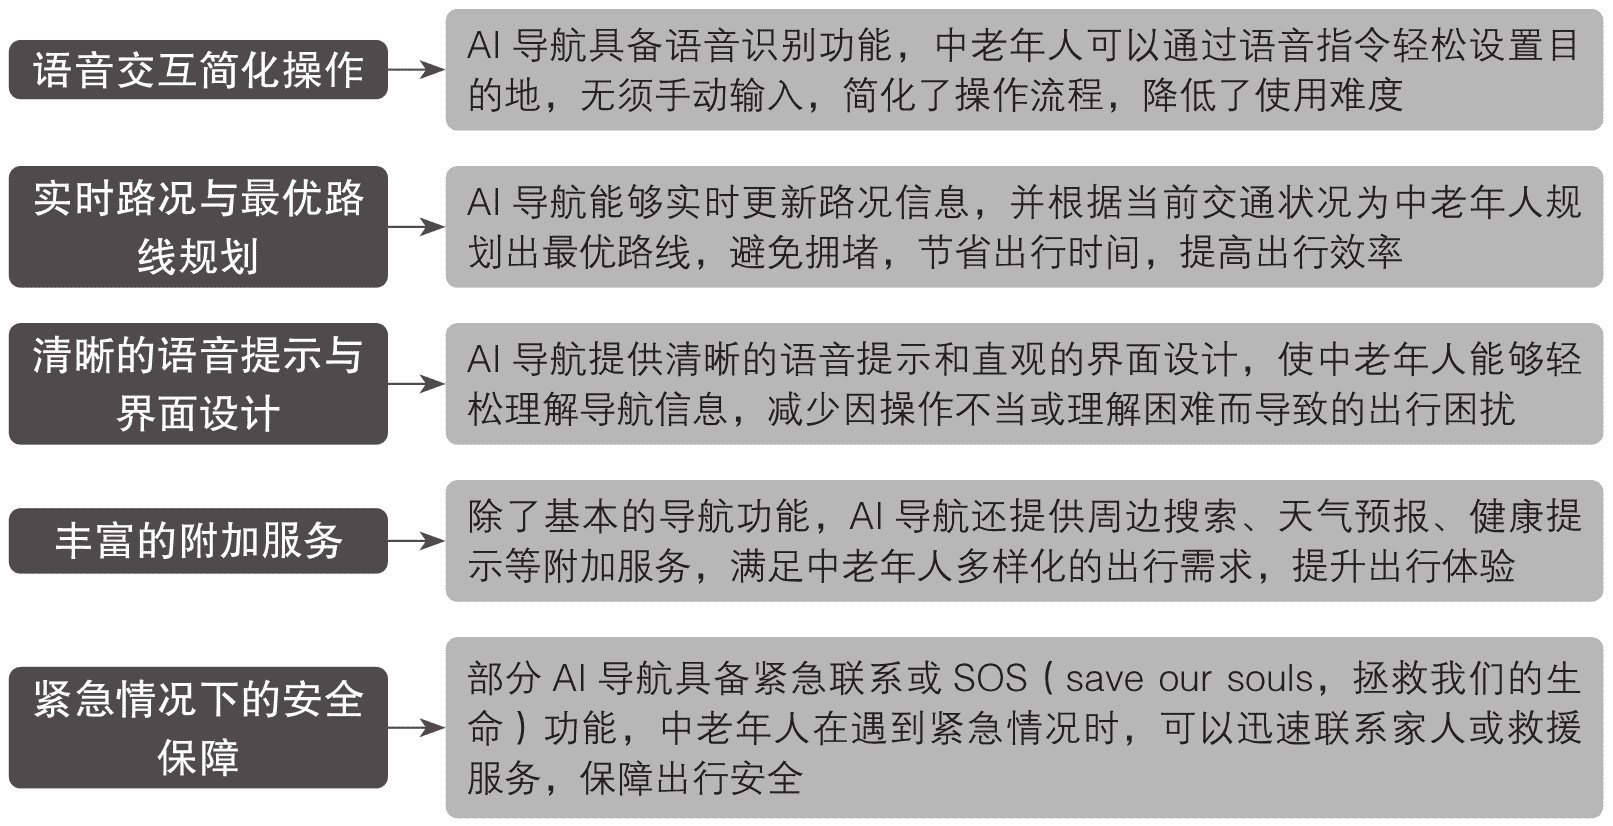 语音交互简化操作
AI 导航具备语音识别功能，中老年人可以通过语音指令轻松设置目
的地，无须手动输入，简化了操作流程，降低了使用难度
实时路况与最优路
线规划
AI 导航能够实时更新路况信息，并根据当前交通状况为中老年人规
划出最优路线，避免拥堵，节省出行时间，提高出行效率
清晰的语音提示与
界面设计
AI 导航提供清晰的语音提示和直观的界面设计，使中老年人能够轻
松理解导航信息，减少因操作不当或理解困难而导致的出行困扰
丰富的附加服务
除了基本的导航功能，AI 导航还提供周边搜索、天气预报、健康提
示等附加服务，满足中老年人多样化的出行需求，提升出行体验
紧急情况下的安全
保障
部分 AI 导航具备紧急联系或 SOS（save our souls，拯救我们的生
命）功能，中老年人在遇到紧急情况时，可以迅速联系家人或救援
服务，保障出行安全